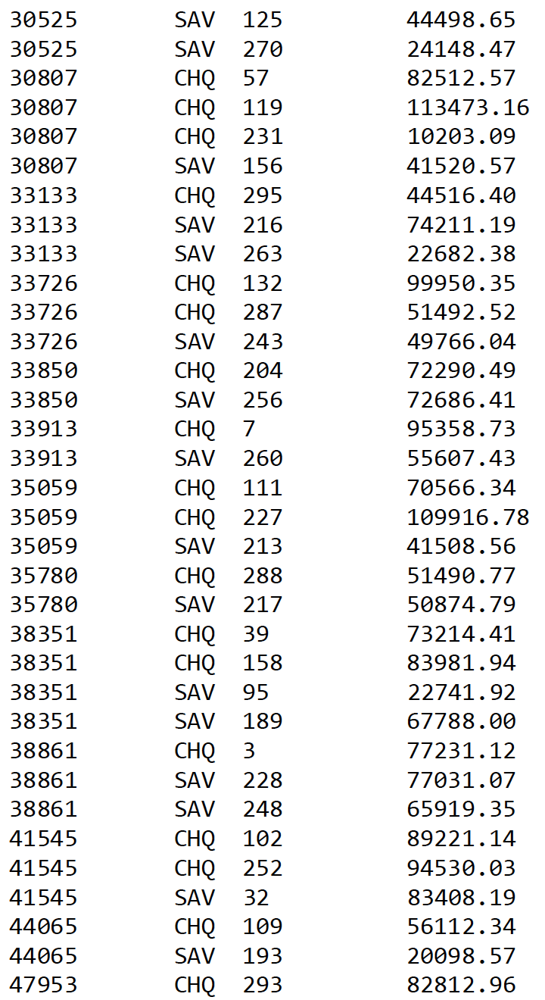 30525       SAV  125         44498.65
30525       SAV  270         24148.47
30807       CHQ  57          82512.57
30807       CHQ  119         113473.16
30807       CHQ  231         10203.09
30807       SAV  156         41520.57
33133       CHQ  295         44516.40
33133       SAV  216         74211.19
33133       SAV  263         22682.38
33726       CHQ  132         99950.35
33726       CHQ  287         51492.52
33726       SAV  243         49766.04
33850       CHQ  204         72290.49
33850       SAV  256         72686.41
33913       CHQ  7           95358.73
33913       SAV  260         55607.43
35059       CHQ  111         70566.34
35059       CHQ  227         109916.78
35059       SAV  213         41508.56
35780       CHQ  288         51490.77
35780       SAV  217         50874.79
38351       CHQ  39          73214.41
38351       CHQ  158         83981.94
38351       SAV  95          22741.92
38351       SAV  189         67788.00
38861       CHQ  3           77231.12
38861       SAV  228         77031.07
38861       SAV  248         65919.35
41545       CHQ  102         89221.14
41545       CHQ  252         94530.03
41545       SAV  32          83408.19
44065       CHQ  109         56112.34
44065       SAV  193         20098.57
47953       CHQ  293         82812.96